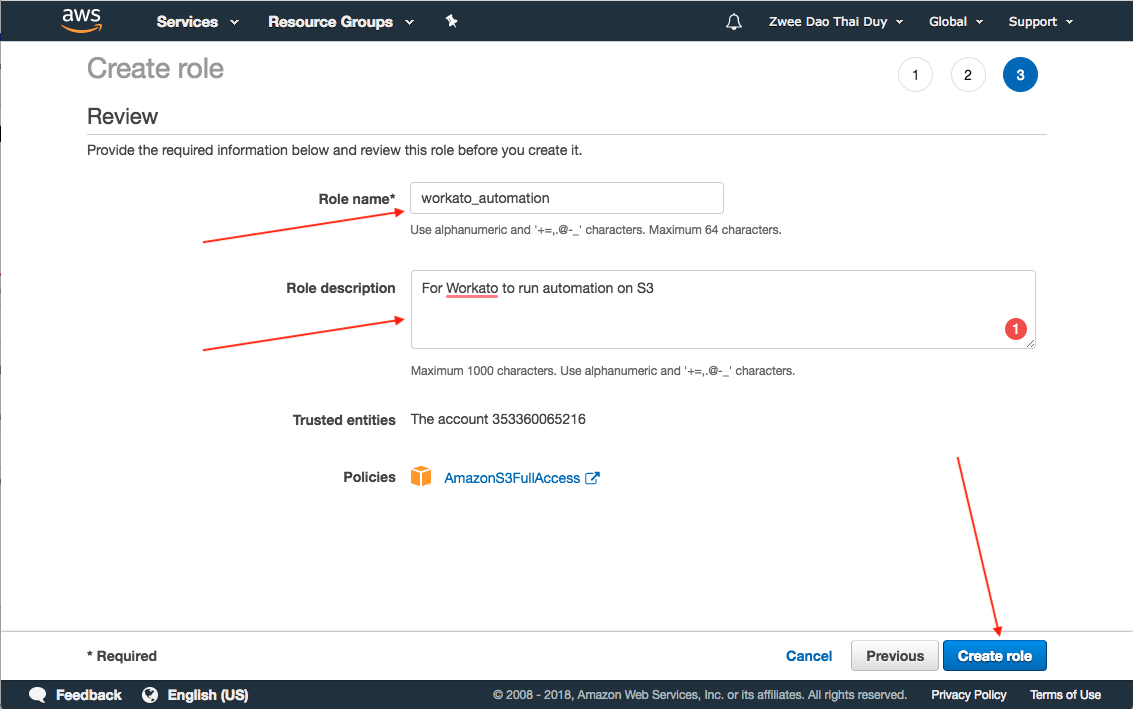 aws Services Resource Groups Zwee Dao Thai Duy Global Support
Create role 1 2 3
Review
Provide the required information below and review this role before you create it.
Role name* workato_automation
Use alphanumeric and '+=,.@-_' characters. Maximum 64 characters.
Role description For Workato to run automation on S3
1
Maximum 1000 characters. Use alphanumeric and '+=,.@-_' characters.
Trusted entities The account 353360065216
Policies AmazonS3FullAccess
* Required Cancel Previous Create role
Feedback English (US) © 2008 - 2018, Amazon Web Services, Inc. or its affiliates. All rights reserved. Privacy Policy Terms of Use